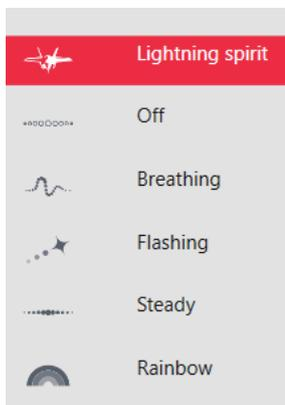 Lightning spirit
Off
Breathing
Flashing
Steady
Rainbow